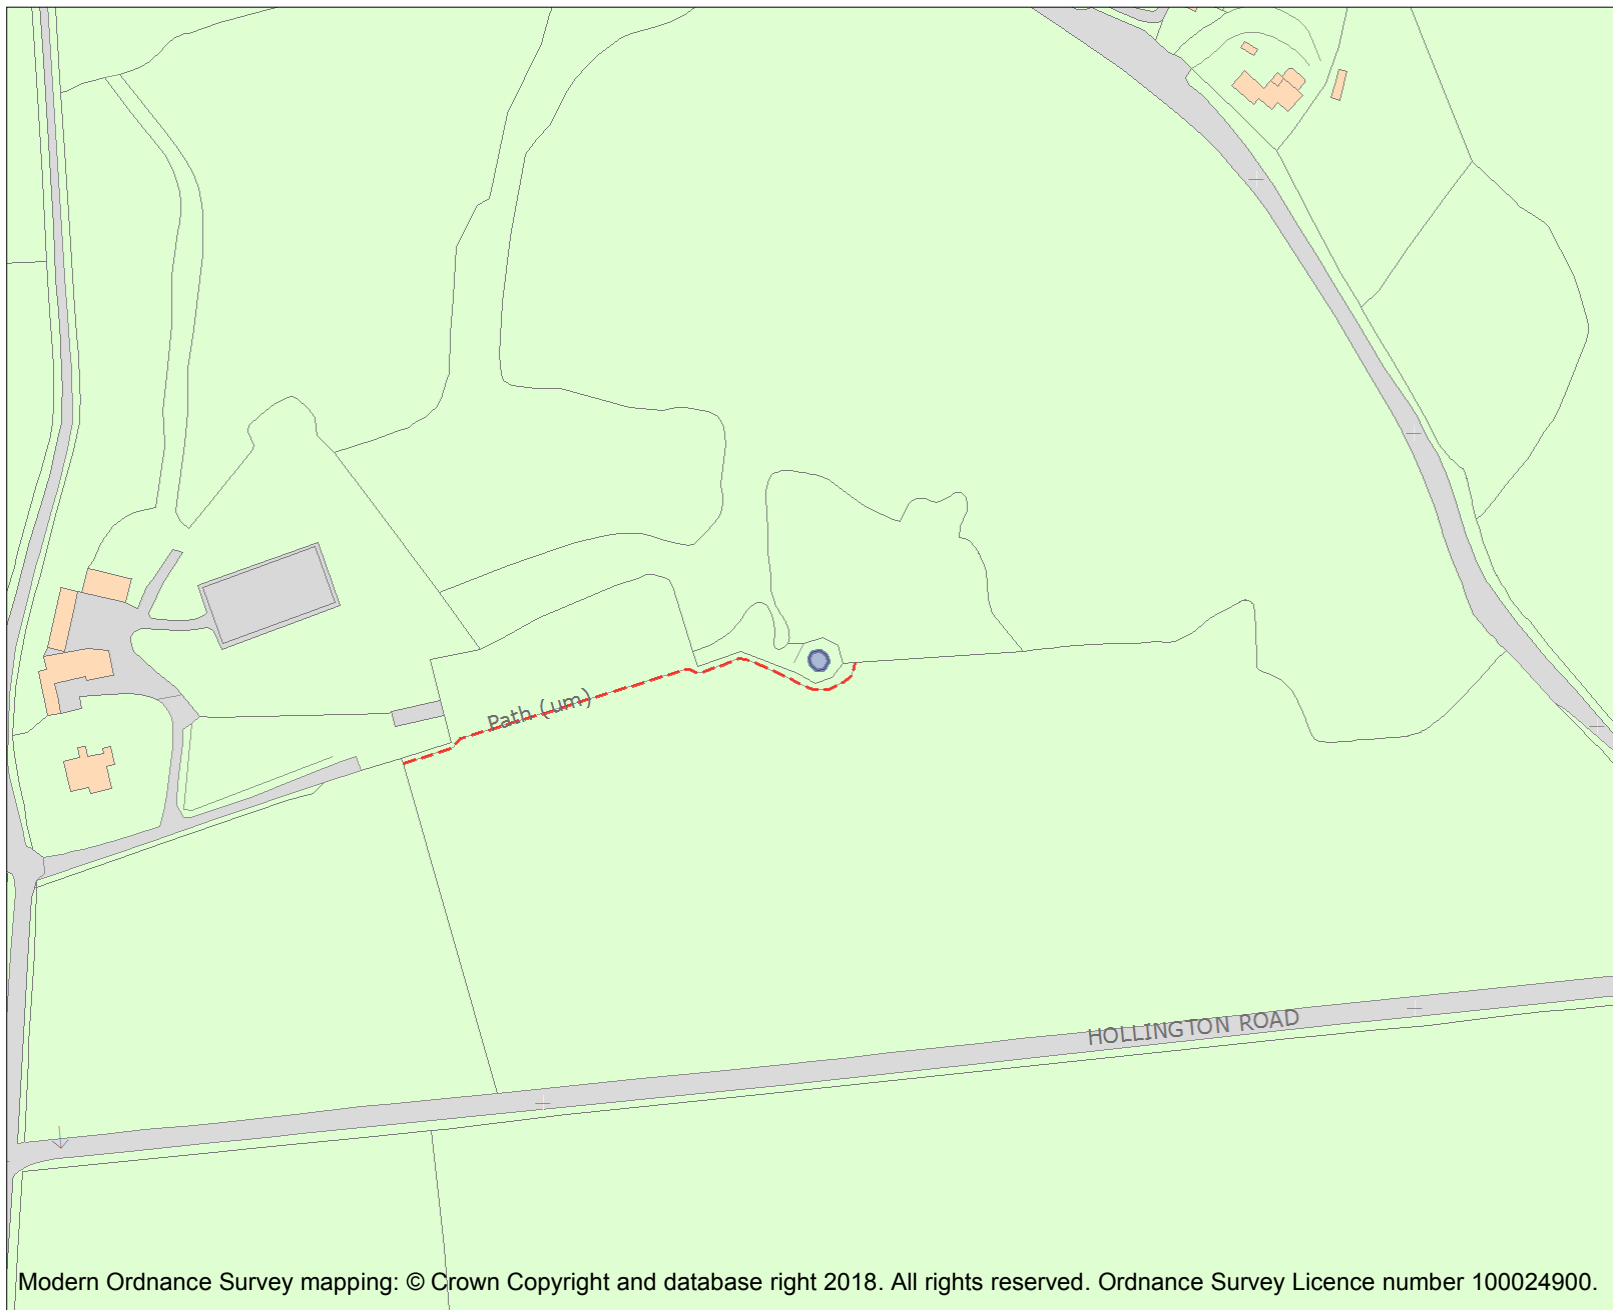 Path (um)
HOLLINGTON ROAD
Modern Ordnance Survey mapping: © Crown Copyright and database right 2018. All rights reserved. Ordnance Survey Licence number 100024900.